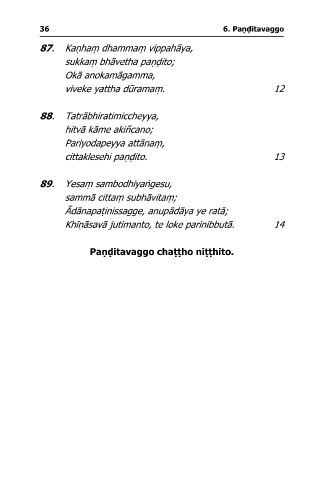 36 6. Paṇḍitavaggo
87. Kaṇhaṃ dhammaṃ vippahāya,
sukkaṃ bhāvetha paṇḍito;
Okā anokamāgamma,
viveke yattha dūramaṃ. 12
88. Tatrābhiratimiccheyya,
hitvā kāme akiñcano;
Pariyodapeyya attānaṃ,
cittaklesehi paṇḍito. 13
89. Yesaṃ sambodhiyaṅgesu,
sammā cittaṃ subhāvitaṃ;
Ādānapaṭinissagge, anupādāya ye ratā;
Khīṇāsavā jutimanto, te loke parinibbutā. 14
Paṇḍitavaggo chaṭṭho niṭṭhito.